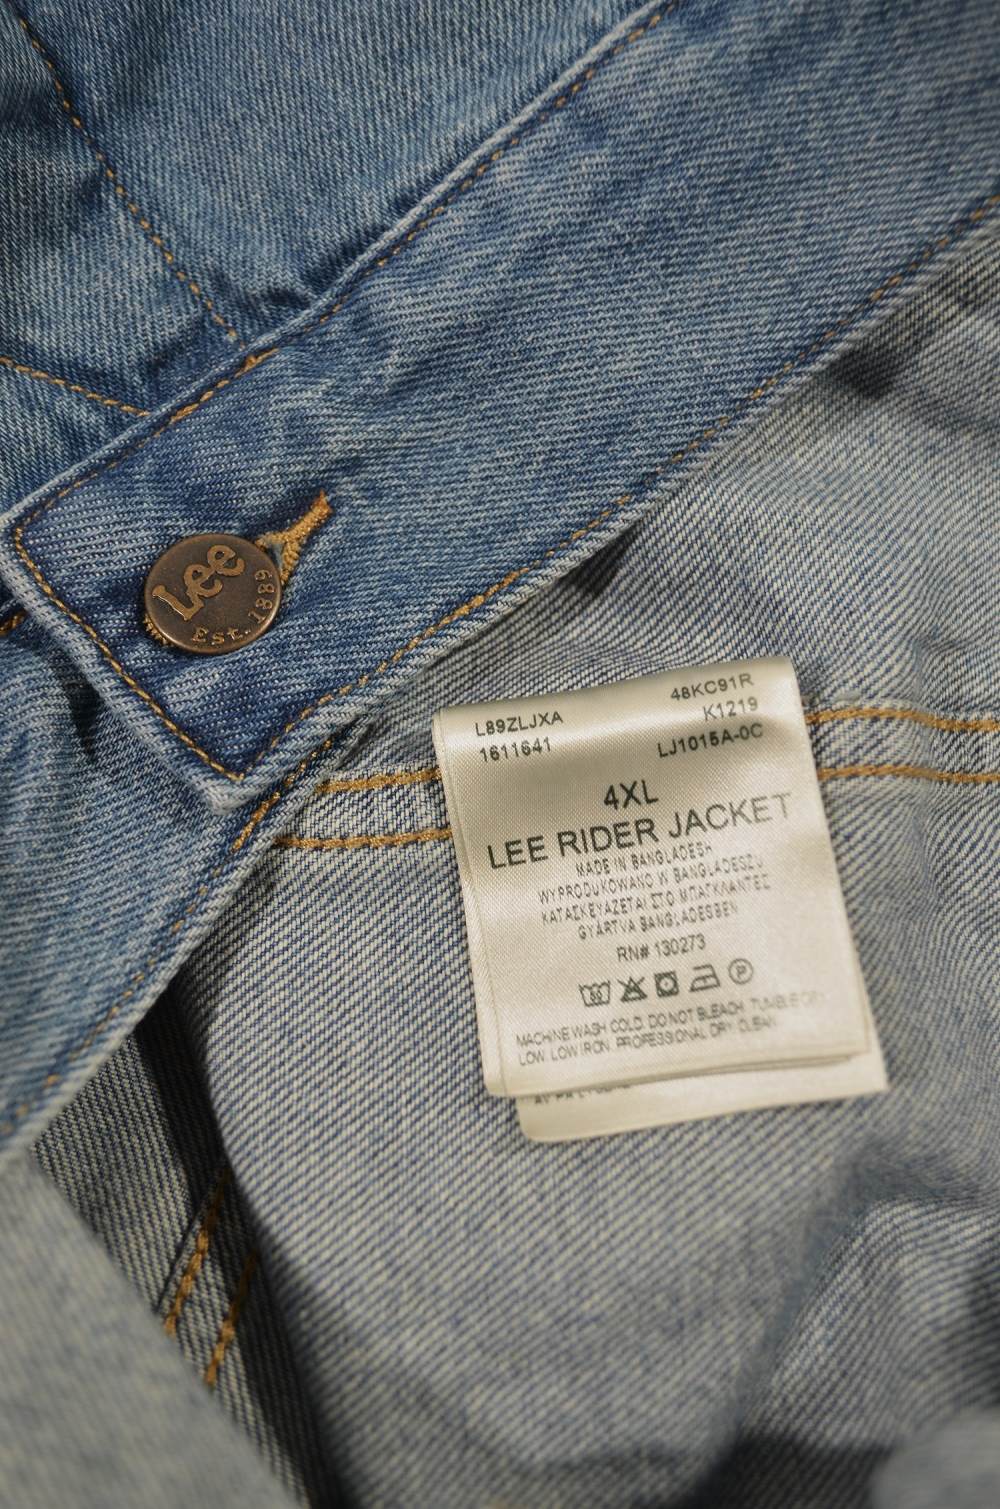 Lee
Est. 1889
L89ZLJXA 48KC91R
1611641 K1219
LJ1015A-0C
4XL
LEE RIDER JACKET
MADE IN BANGLADESH
WYPRODUKOWANO W BANGLADESZU
ΚΑΤΑΣΚΕΥΑΖΕΤΑΙ ΣΤΟ ΜΠΑΓΚΛΑΝΤΕΣ
GYÁRTVA BANGLADESBEN
RN# 130273
P
MACHINE WASH COLD. DO NOT BLEACH. TUMBLE DRY
LOW. LOW IRON. PROFESSIONAL DRY CLEAN